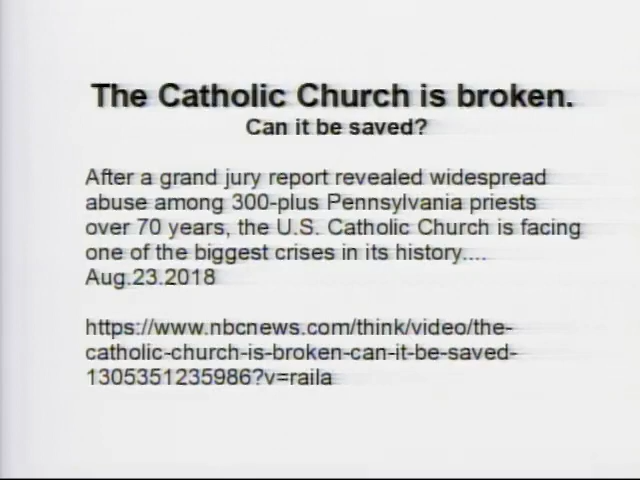 The Catholic Church is broken.
Can it be saved?
After a grand jury report revealed widespread
abuse among 300-plus Pennsylvania priests
over 70 years, the U.S. Catholic Church is facing
one of the biggest crises in its history....
Aug.23.2018
https://www.nbcnews.com/think/video/the-
catholic-church-is-broken-can-it-be-saved-
1305351235986?v=raila